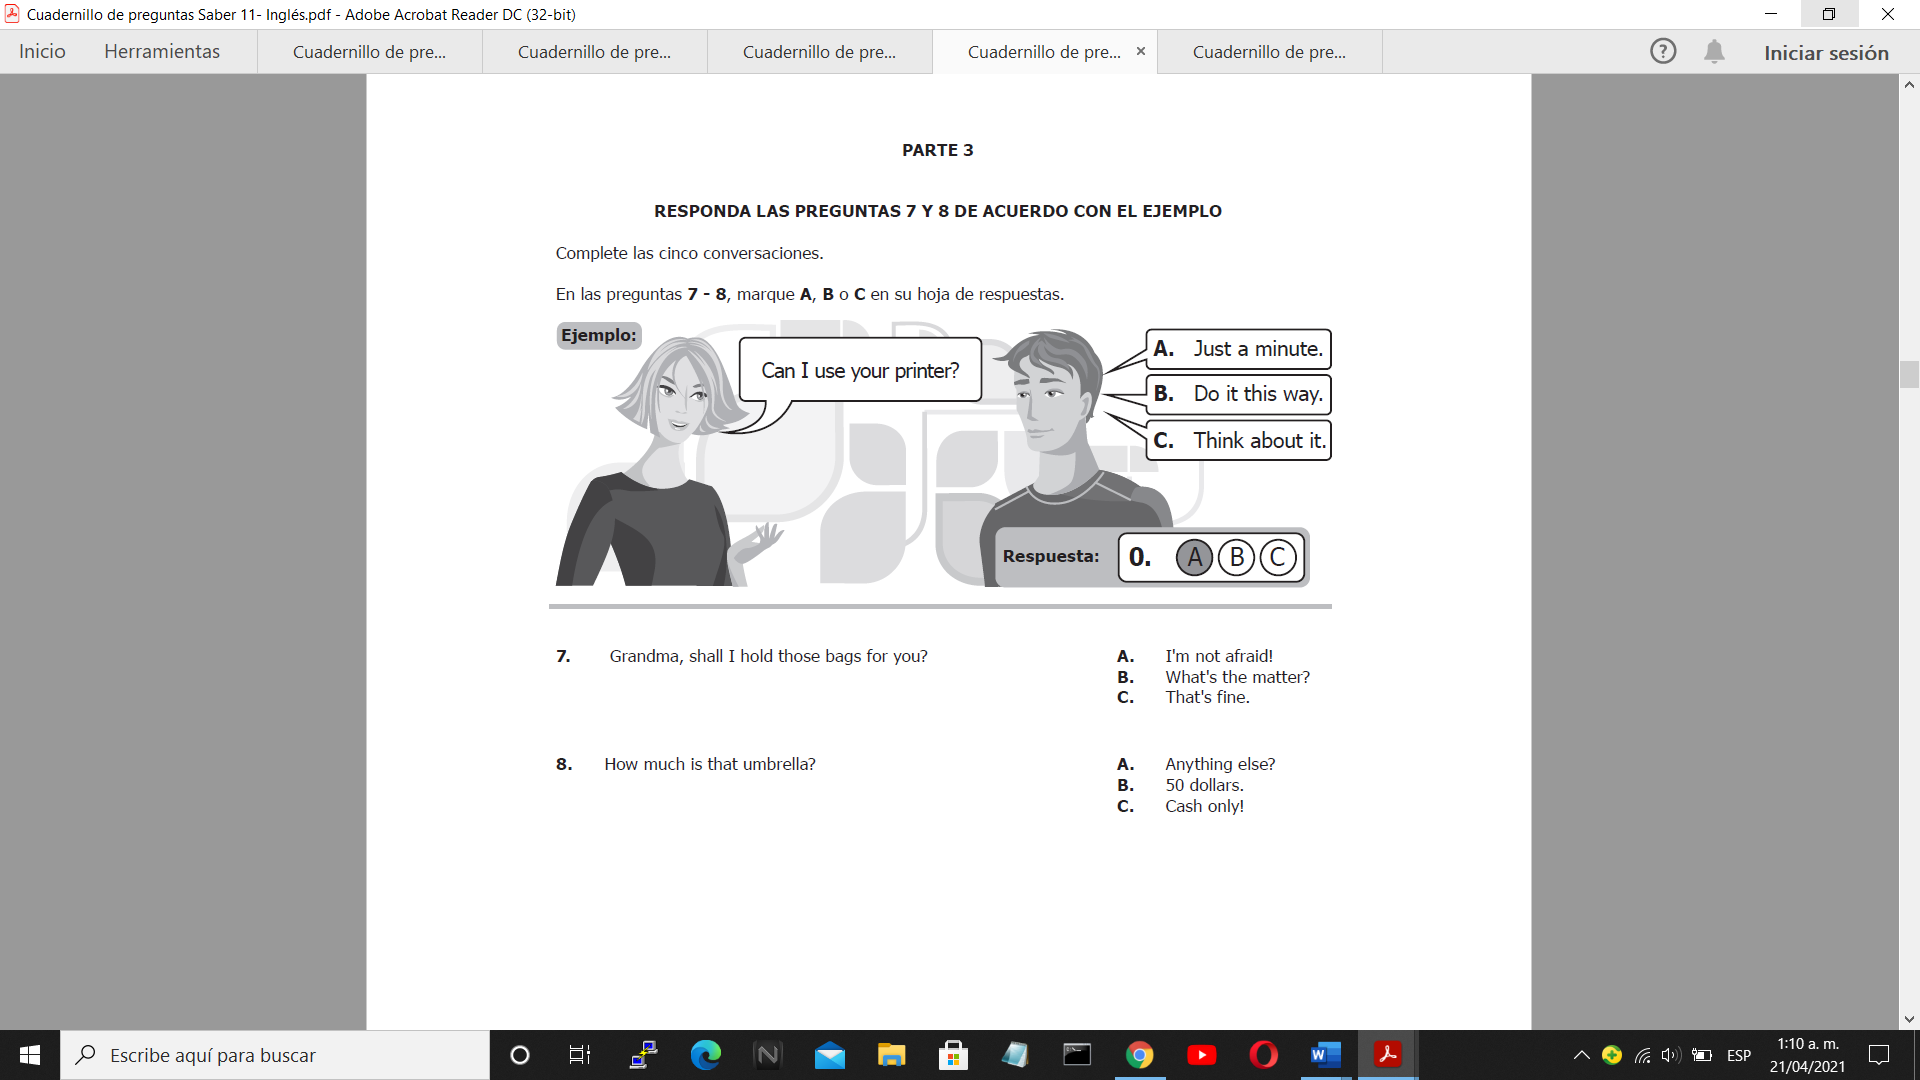 Cuadernillo de preguntas Saber 11- Inglés.pdf - Adobe Acrobat Reader DC (32-bit)
Inicio Herramientas Cuadernillo de pre... Cuadernillo de pre... Cuadernillo de pre... Cuadernillo de pre... × Cuadernillo de pre... ? Iniciar sesión
PARTE 3
RESPONDA LAS PREGUNTAS 7 Y 8 DE ACUERDO CON EL EJEMPLO
Complete las cinco conversaciones.
En las preguntas 7 - 8, marque A, B o C en su hoja de respuestas.
Ejemplo:
Can I use your printer?
A. Just a minute.
B. Do it this way.
C. Think about it.
Respuesta: 0. A B C
7. Grandma, shall I hold those bags for you?
A. I'm not afraid!
B. What's the matter?
C. That's fine.
8. How much is that umbrella?
A. Anything else?
B. 50 dollars.
C. Cash only!
Escribe aquí para buscar
ESP
1:10 a. m.
21/04/2021